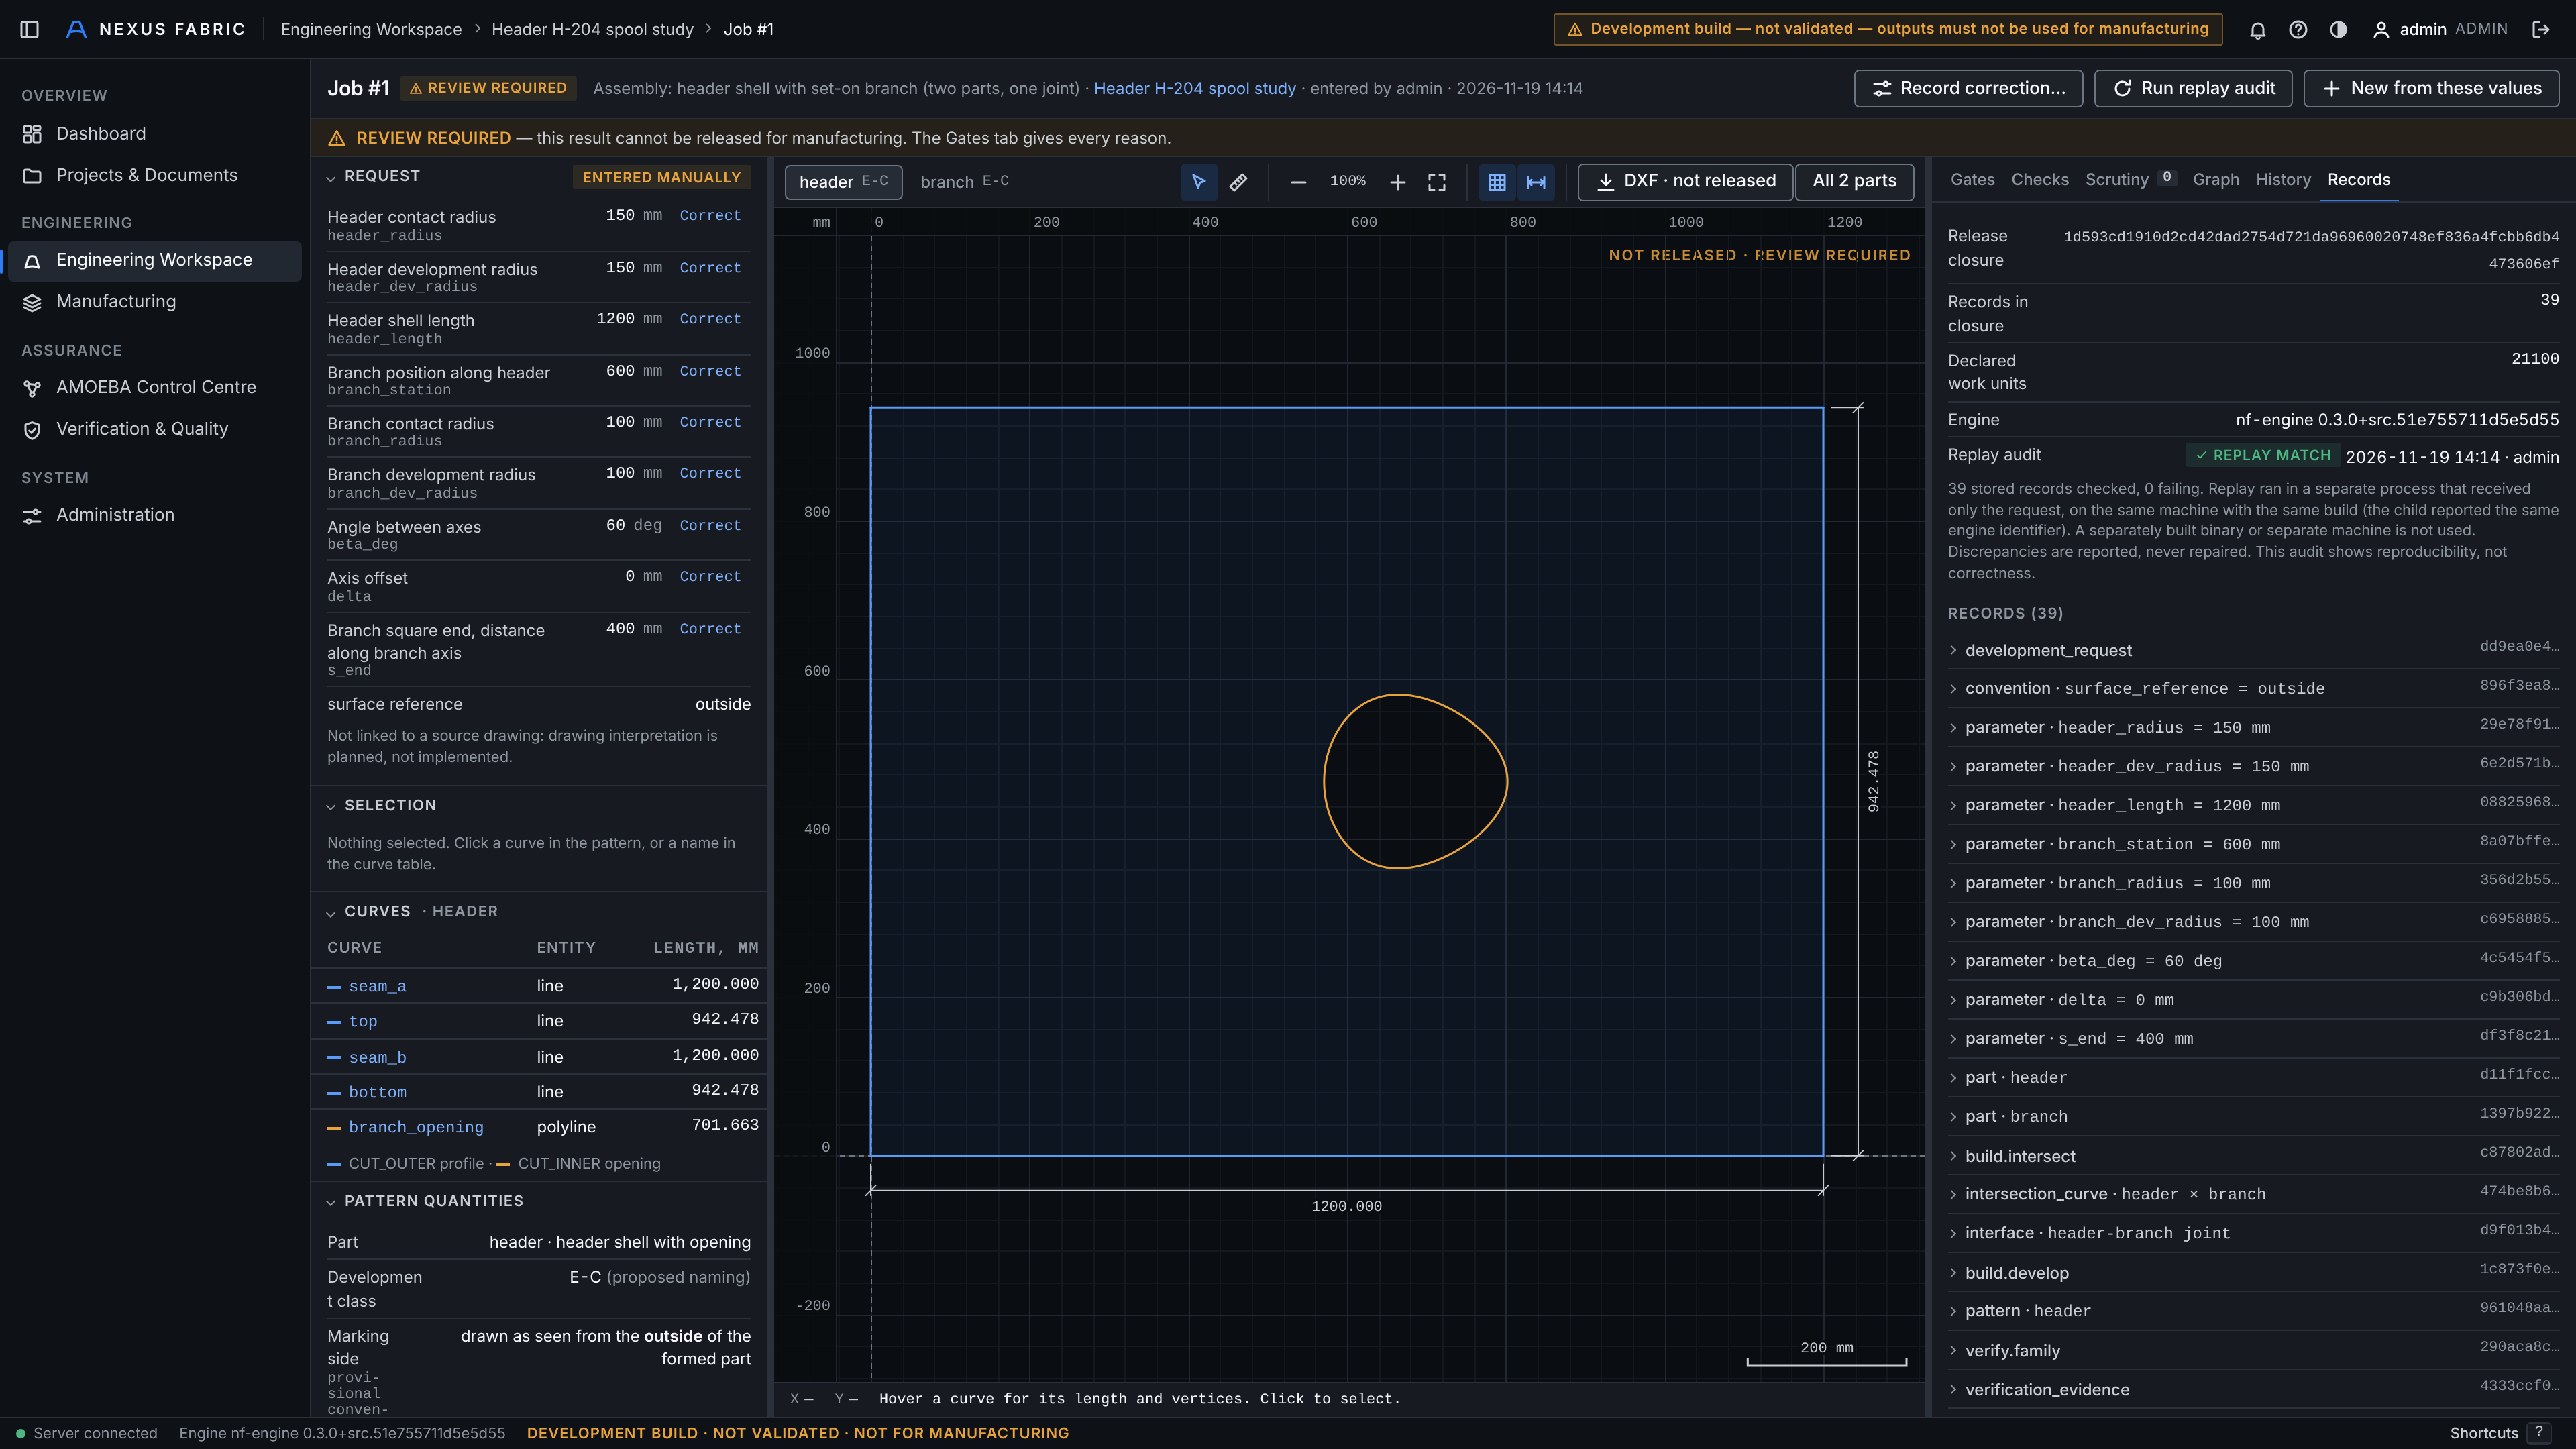 NEXUS FABRIC
Engineering Workspace > Header H-204 spool study > Job #1
Development build — not validated — outputs must not be used for manufacturing
admin ADMIN
OVERVIEW
Dashboard
Projects & Documents
ENGINEERING
Engineering Workspace
Manufacturing
ASSURANCE
AMOEBA Control Centre
Verification & Quality
SYSTEM
Administration
Job #1
REVIEW REQUIRED
Assembly: header shell with set-on branch (two parts, one joint) · Header H-204 spool study · entered by admin · 2026-11-19 14:14
Record correction...
Run replay audit
New from these values
REVIEW REQUIRED — this result cannot be released for manufacturing. The Gates tab gives every reason.
REQUEST
ENTERED MANUALLY
Header contact radius 150 mm Correct
header_radius
Header development radius 150 mm Correct
header_dev_radius
Header shell length 1200 mm Correct
header_length
Branch position along header 600 mm Correct
branch_station
Branch contact radius 100 mm Correct
branch_radius
Branch development radius 100 mm Correct
branch_dev_radius
Angle between axes 60 deg Correct
beta_deg
Axis offset 0 mm Correct
delta
Branch square end, distance 400 mm Correct
along branch axis
s_end
surface reference outside
Not linked to a source drawing: drawing interpretation is
planned, not implemented.
SELECTION
Nothing selected. Click a curve in the pattern, or a name in
the curve table.
CURVES · HEADER
CURVE ENTITY LENGTH, MM
seam_a line 1,200.000
top line 942.478
seam_b line 1,200.000
bottom line 942.478
branch_opening polyline 701.663
CUT_OUTER profile · CUT_INNER opening
PATTERN QUANTITIES
Part header · header shell with opening
Developmen E-C (proposed naming)
t class
Marking drawn as seen from the outside of the
side formed part
provi-
sional
conven-
header E-C
branch E-C
100%
DXF · not released
All 2 parts
mm 0 200 400 600 800 1000 1200
NOT RELEASED · REVIEW REQUIRED
1000
800
600
400
200
0
-200
942.478
1200.000
200 mm
X — Y — Hover a curve for its length and vertices. Click to select.
Gates Checks Scrutiny 0 Graph History Records
Release 1d593cd1910d2cd42dad2754d721da96960020748ef836a4fcbb6db4
closure 473606ef
Records in 39
closure
Declared 21100
work units
Engine nf-engine 0.3.0+src.51e755711d5e5d55
Replay audit REPLAY MATCH 2026-11-19 14:14 · admin
39 stored records checked, 0 failing. Replay ran in a separate process that received
only the request, on the same machine with the same build (the child reported the same
engine identifier). A separately built binary or separate machine is not used.
Discrepancies are reported, never repaired. This audit shows reproducibility, not
correctness.
RECORDS (39)
development_request dd9ea0e4…
convention · surface_reference = outside 896f3ea8…
parameter · header_radius = 150 mm 29e78f91…
parameter · header_dev_radius = 150 mm 6e2d571b…
parameter · header_length = 1200 mm 08825968…
parameter · branch_station = 600 mm 8a07bffe…
parameter · branch_radius = 100 mm 356d2b55…
parameter · branch_dev_radius = 100 mm c6958885…
parameter · beta_deg = 60 deg 4c5454f5…
parameter · delta = 0 mm c9b306bd…
parameter · s_end = 400 mm df3f8c21…
part · header d11f1fcc…
part · branch 1397b922…
build.intersect c87802ad…
intersection_curve · header × branch 474be8b6…
interface · header-branch joint d9f013b4…
build.develop 1c873f0e…
pattern · header 961048aa…
verify.family 290aca8c…
verification_evidence 4333ccf0…
Server connected Engine nf-engine 0.3.0+src.51e755711d5e5d55 DEVELOPMENT BUILD · NOT VALIDATED · NOT FOR MANUFACTURING
Shortcuts ?